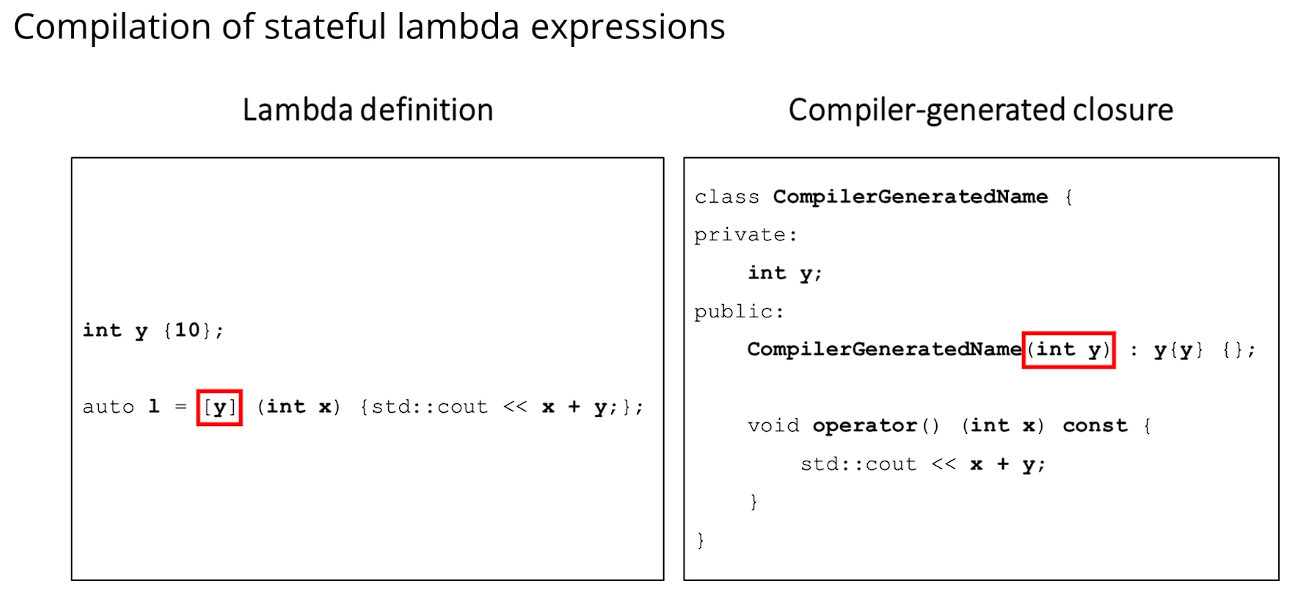 Compilation of stateful lambda expressions
Lambda definition
int y {10};
auto l = [y] (int x) {std::cout << x + y;};
Compiler-generated closure
class CompilerGeneratedName {
private:
int y;
public:
CompilerGeneratedName(int y) : y{y} {};
void operator() (int x) const {
std::cout << x + y;
}
}